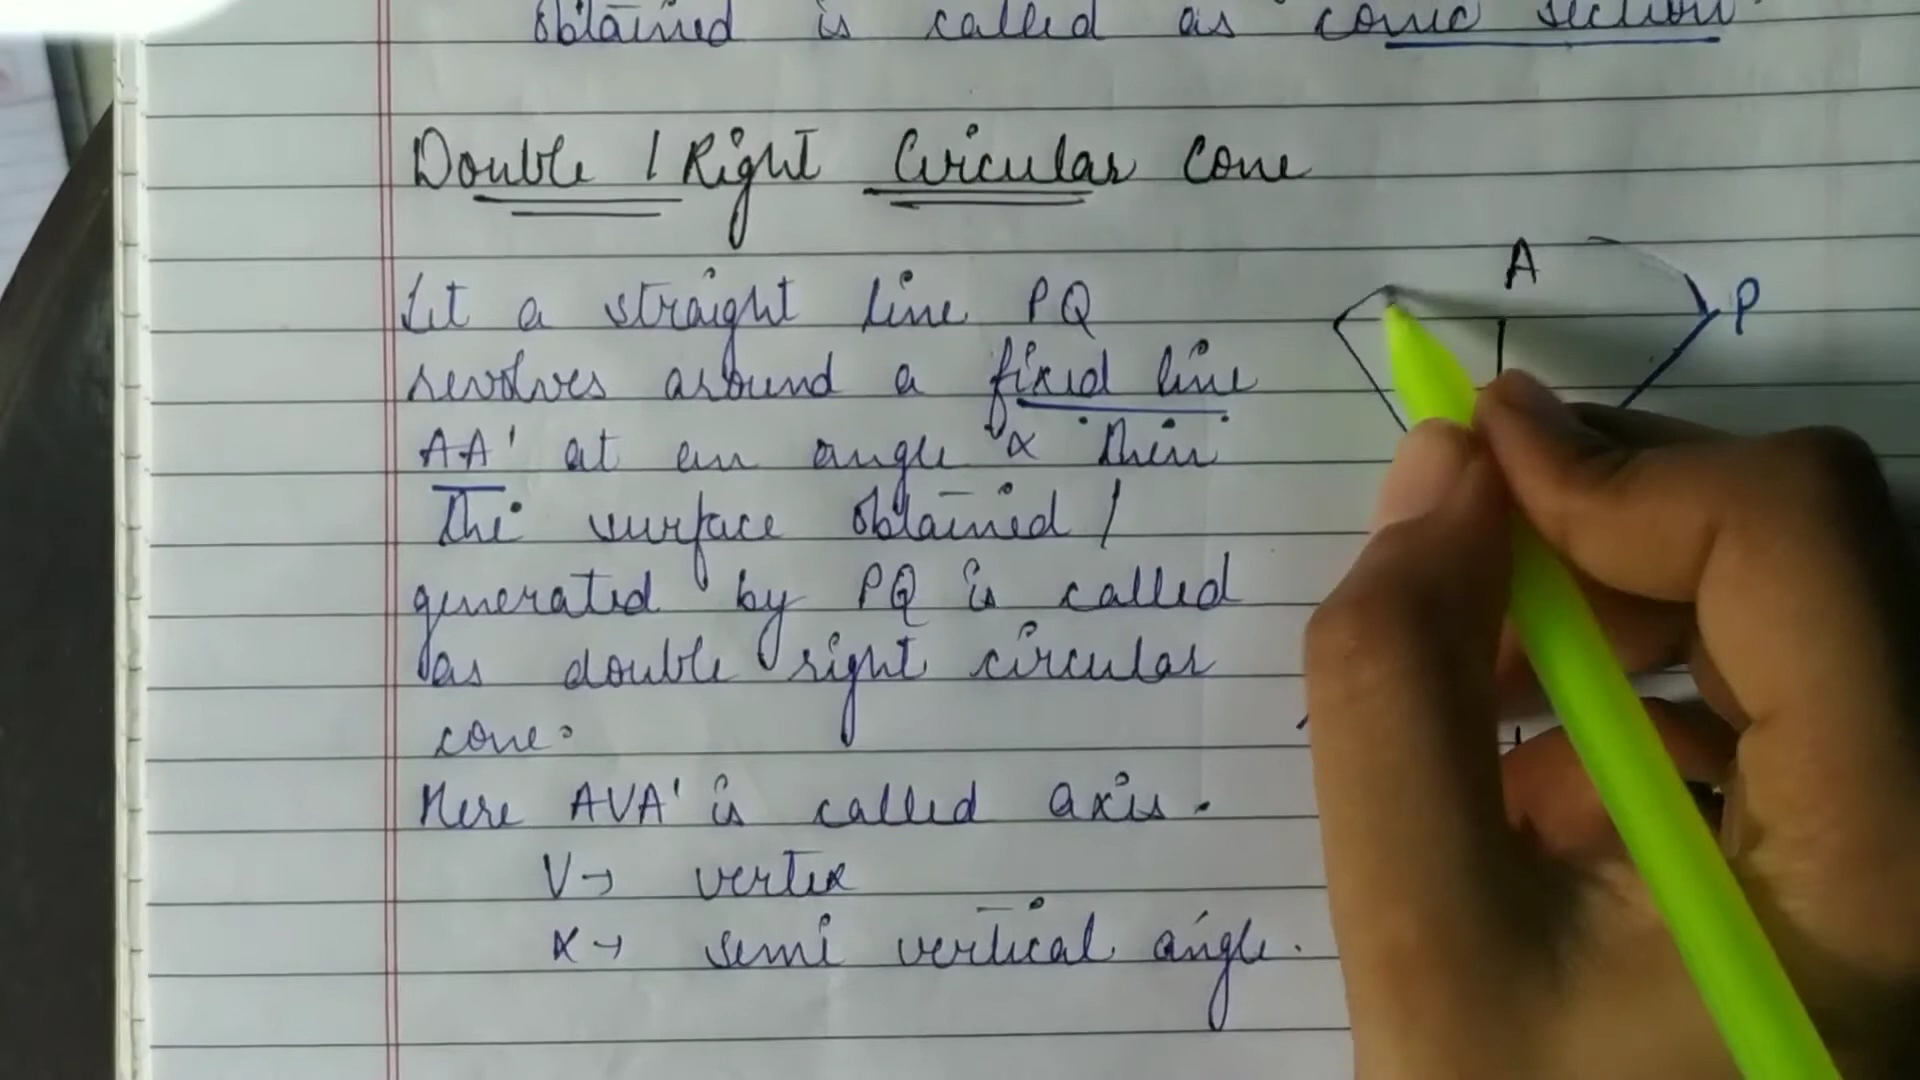 obtained is called as conic section.
Double / Right Circular Cone
Let a straight line PQ
revolves around a fixed line
AA' at an angle α then
the surface obtained /
generated by PQ is called
as double right circular
cone.
Here AVA' is called axis.
V→ vertex
α→ semi vertical angle.
A
P